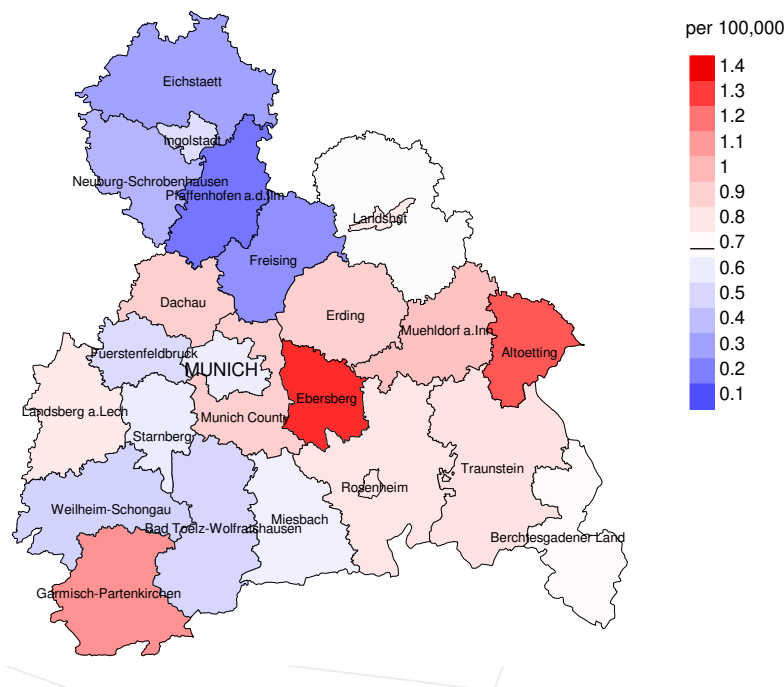 per 100,000
1.4
1.3
1.2
1.1
1
0.9
0.8
0.7
0.6
0.5
0.4
0.3
0.2
0.1
Eichstaett
Ingolstadt
Neuburg-Schrobenhausen
Pfaffenhofen a.d.Ilm
Landshut
Freising
Dachau
Erding
Muehldorf a.Inn
Altoetting
Fuerstenfeldbruck
MUNICH
Ebersberg
Landsberg a.Lech
Munich County
Starnberg
Traunstein
Rosenheim
Weilheim-Schongau
Miesbach
Bad Toelz-Wolfratshausen
Berchtesgadener Land
Garmisch-Partenkirchen